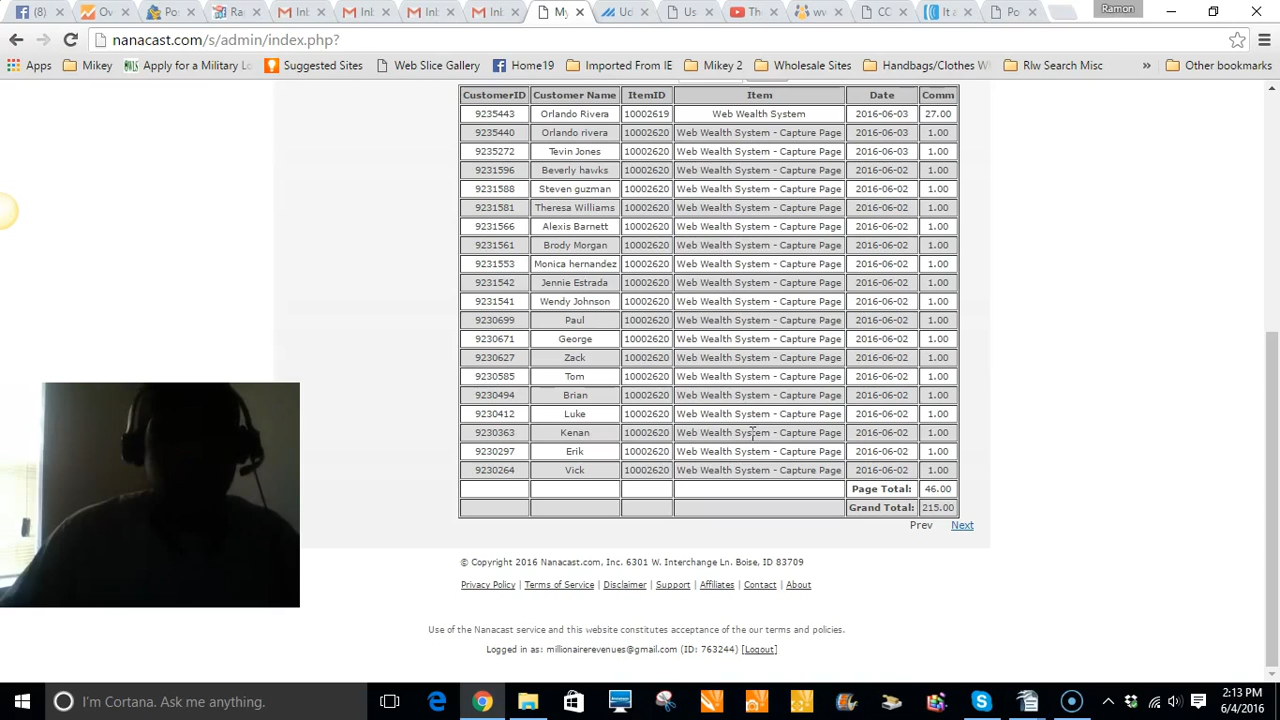 (8)
Ov
Po
Ra
Inl
Inl
Inl
Inl
My
Ud
Us
Th
wv
CC
It a
Po
Ramon
nanacast.com/s/admin/index.php?
Apps Mikey Apply for a Military Lo Suggested Sites Web Slice Gallery Home19 Imported From IE Mikey 2 Wholesale Sites Handbags/Clothes Wh Rlw Search Misc » Other bookmarks
CustomerID Customer Name ItemID Item Date Comm
9235443 Orlando Rivera 10002619 Web Wealth System 2016-06-03 27.00
9235440 Orlando rivera 10002620 Web Wealth System - Capture Page 2016-06-03 1.00
9235272 Tevin Jones 10002620 Web Wealth System - Capture Page 2016-06-03 1.00
9231596 Beverly hawks 10002620 Web Wealth System - Capture Page 2016-06-02 1.00
9231588 Steven guzman 10002620 Web Wealth System - Capture Page 2016-06-02 1.00
9231581 Theresa Williams 10002620 Web Wealth System - Capture Page 2016-06-02 1.00
9231566 Alexis Barnett 10002620 Web Wealth System - Capture Page 2016-06-02 1.00
9231561 Brody Morgan 10002620 Web Wealth System - Capture Page 2016-06-02 1.00
9231553 Monica hernandez 10002620 Web Wealth System - Capture Page 2016-06-02 1.00
9231542 Jennie Estrada 10002620 Web Wealth System - Capture Page 2016-06-02 1.00
9231541 Wendy Johnson 10002620 Web Wealth System - Capture Page 2016-06-02 1.00
9230699 Paul 10002620 Web Wealth System - Capture Page 2016-06-02 1.00
9230671 George 10002620 Web Wealth System - Capture Page 2016-06-02 1.00
9230627 Zack 10002620 Web Wealth System - Capture Page 2016-06-02 1.00
9230585 Tom 10002620 Web Wealth System - Capture Page 2016-06-02 1.00
9230494 Brian 10002620 Web Wealth System - Capture Page 2016-06-02 1.00
9230412 Luke 10002620 Web Wealth System - Capture Page 2016-06-02 1.00
9230363 Kenan 10002620 Web Wealth System - Capture Page 2016-06-02 1.00
9230297 Erik 10002620 Web Wealth System - Capture Page 2016-06-02 1.00
9230264 Vick 10002620 Web Wealth System - Capture Page 2016-06-02 1.00
Page Total: 46.00
Grand Total: 215.00
Prev Next
© Copyright 2016 Nanacast.com, Inc. 6301 W. Interchange Ln. Boise, ID 83709
Privacy Policy | Terms of Service | Disclaimer | Support | Affiliates | Contact | About
Use of the Nanacast service and this website constitutes acceptance of the our terms and policies.
Logged in as: millionairerevenues@gmail.com (ID: 763244) [Logout]
I'm Cortana. Ask me anything.
2:13 PM
6/4/2016